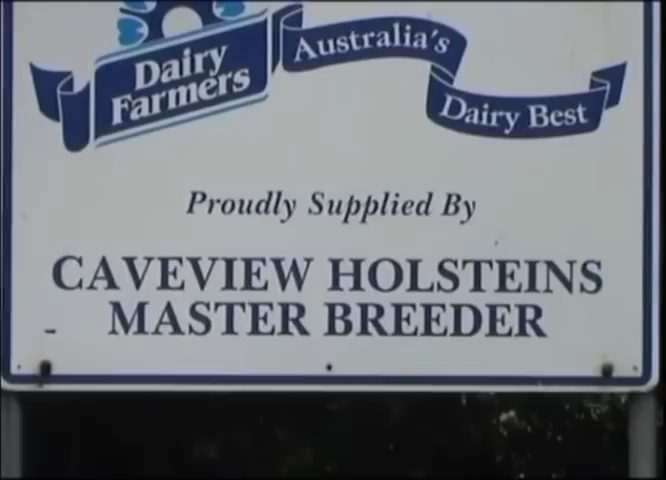 Dairy
Farmers
Australia's
Dairy Best
Proudly Supplied By
CAVEVIEW HOLSTEINS
MASTER BREEDER